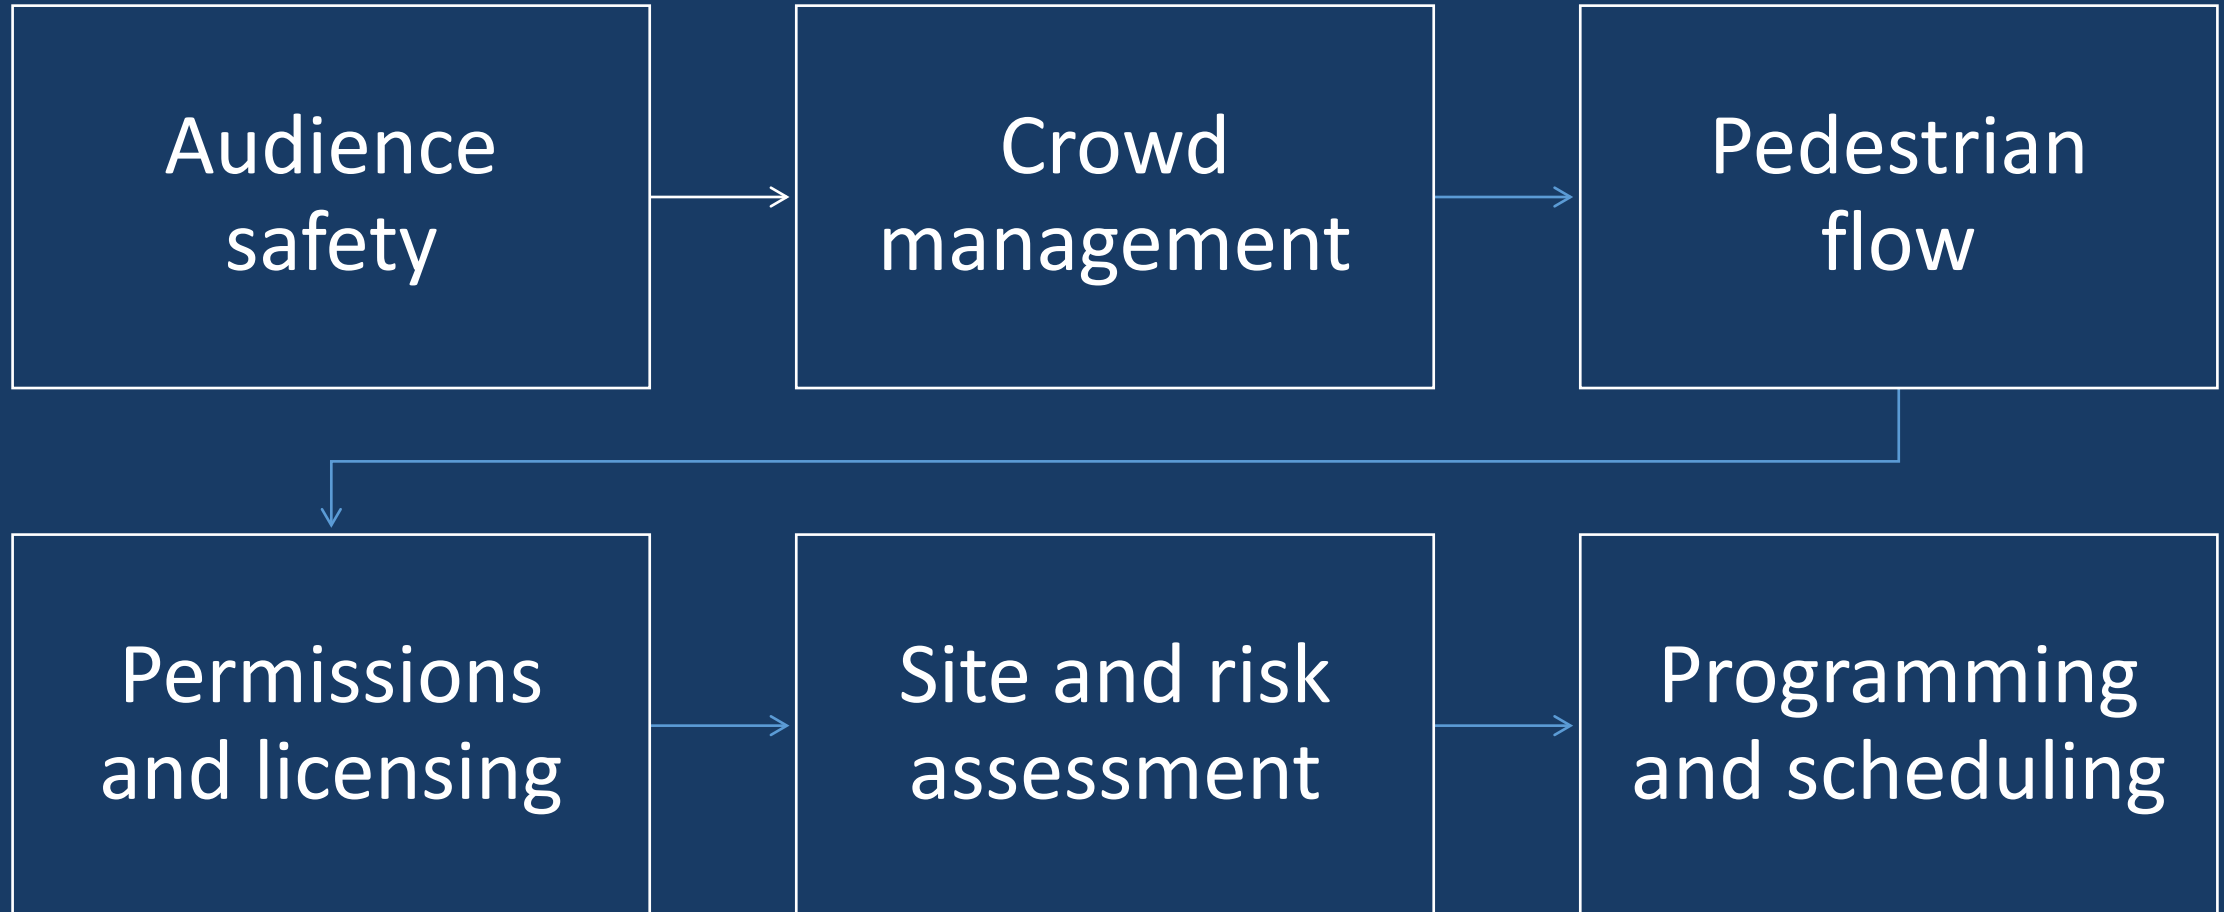 Audience
safety
Crowd
management
Pedestrian
flow
Permissions
and licensing
Site and risk
assessment
Programming
and scheduling